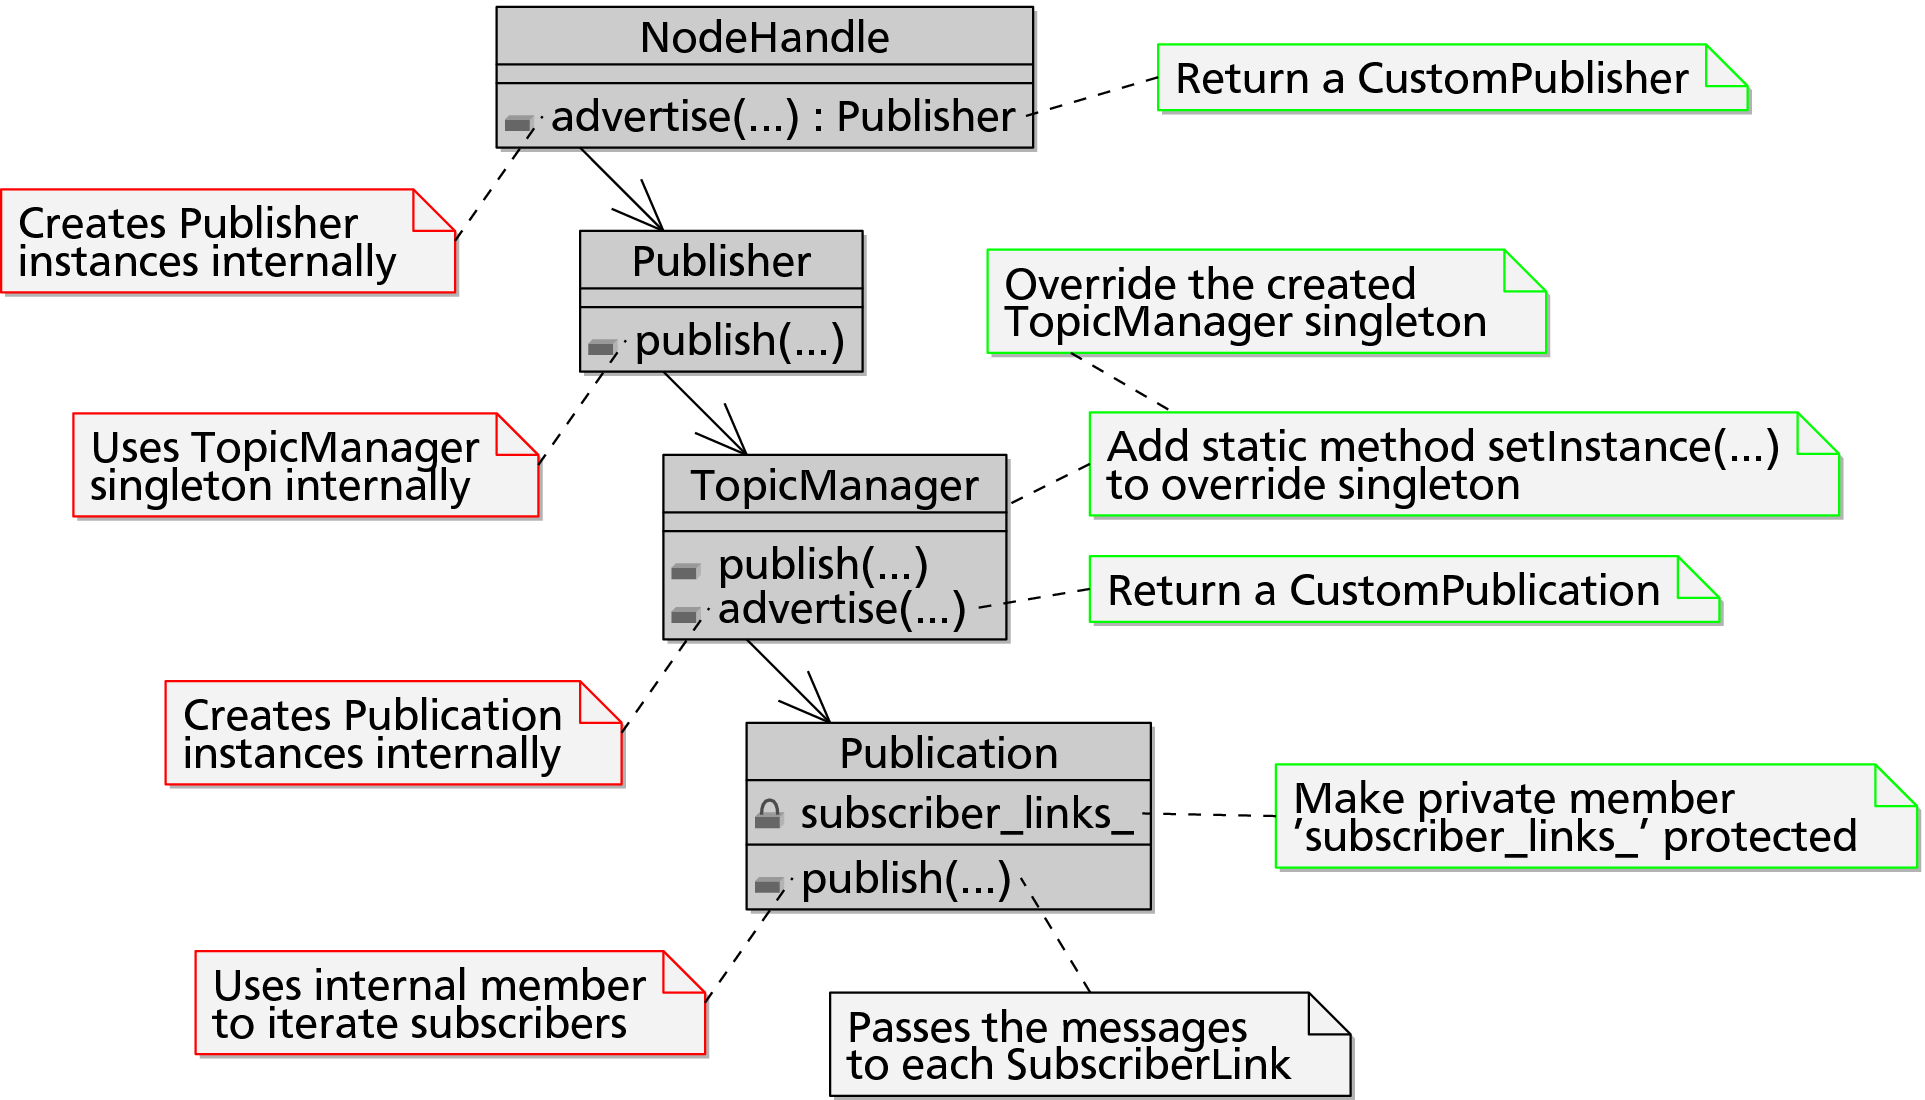 NodeHandle
advertise(...) : Publisher
Return a CustomPublisher
Creates Publisher
instances internally
Publisher
publish(...)
Override the created
TopicManager singleton
Uses TopicManager
singleton internally
TopicManager
publish(...)
advertise(...)
Add static method setInstance(...)
to override singleton
Return a CustomPublication
Creates Publication
instances internally
Publication
subscriber_links_
publish(...)
Make private member
’subscriber_links_’ protected
Uses internal member
to iterate subscribers
Passes the messages
to each SubscriberLink